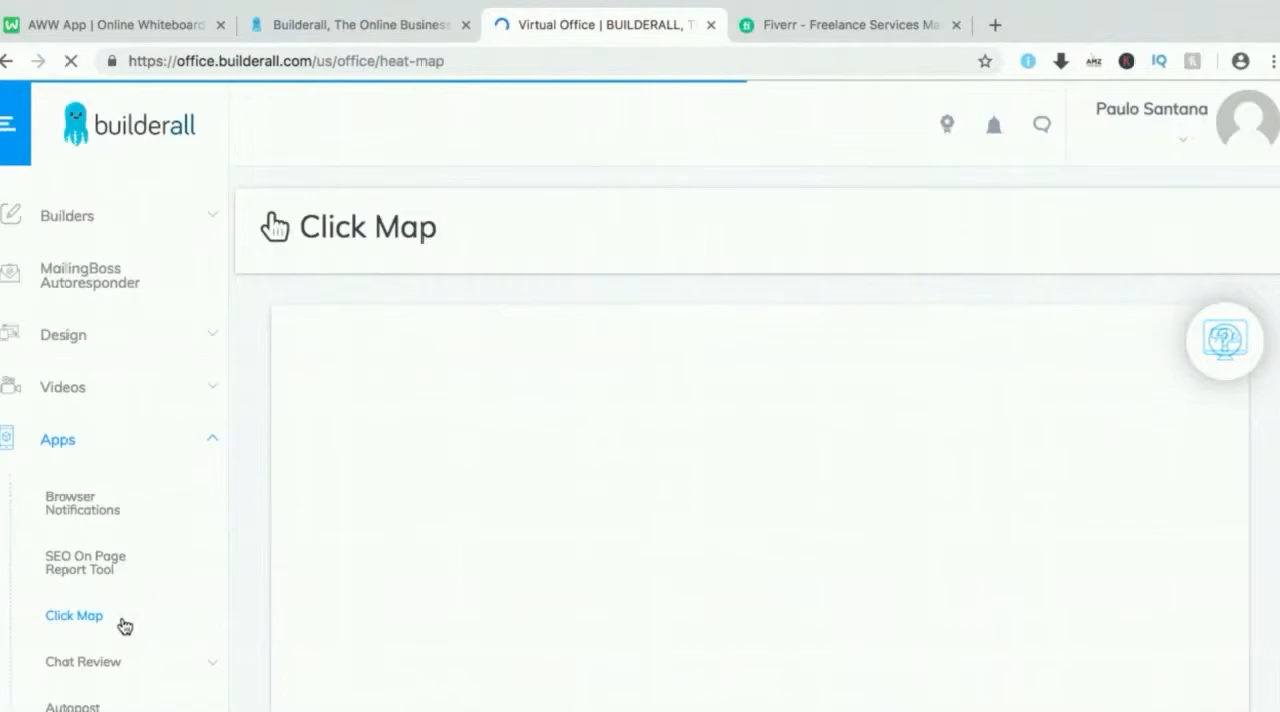 AWW App | Online Whiteboard
Builderall, The Online Business
Virtual Office | BUILDERALL, T
Fiverr - Freelance Services Ma
https://office.builderall.com/us/office/heat-map
AMZ
K
IQ
builderall
Paulo Santana
Builders
Click Map
MailingBoss
Autoresponder
Design
?
Videos
Apps
Browser
Notifications
SEO On Page
Report Tool
Click Map
Chat Review
Autopost